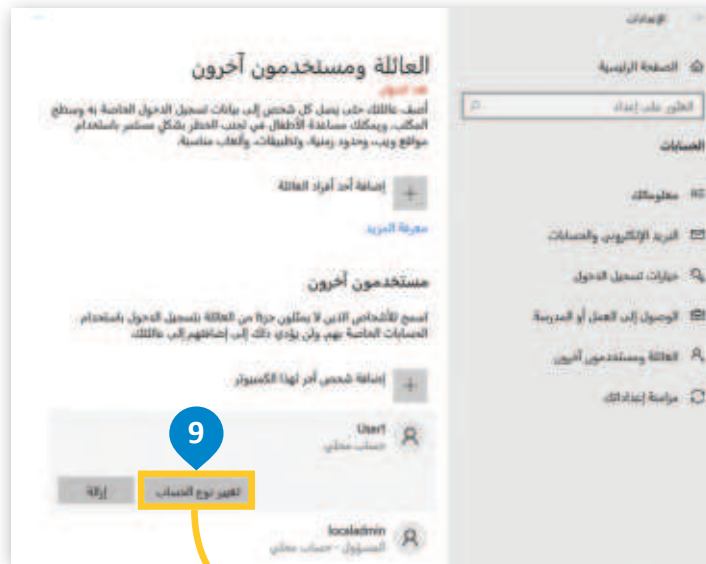 الإعدادات
الصفحة الرئيسية
العثور على إعداد
الحسابات
معلوماتك
البريد الإلكتروني والحسابات
خيارات تسجيل الدخول
الوصول إلى العمل أو المدرسة
العائلة ومستخدمون آخرون
مزامنة إعداداتك
العائلة ومستخدمون آخرون
أضف عائلتك حتى يصل كل شخص إلى بيانات تسجيل الدخول الخاصة به وسطح
المكتب. ويمكنك مساعدة الأطفال في تجنب الخطر بشكل مستمر باستخدام
مواقع ويب، وحدود زمنية، وتطبيقات، وألعاب مناسبة.
إضافة أحد أفراد العائلة
معرفة المزيد
مستخدمون آخرون
اسمح للأشخاص الذين لا يمثلون جزءًا من العائلة بتسجيل الدخول باستخدام
الحسابات الخاصة بهم. ولن يؤدي ذلك إلى إضافتهم إلى عائلتك.
إضافة شخص آخر لهذا الكمبيوتر
User1
حساب محلي
9
تغيير نوع الحساب
إزالة
localadmin
المسؤول - حساب محلي